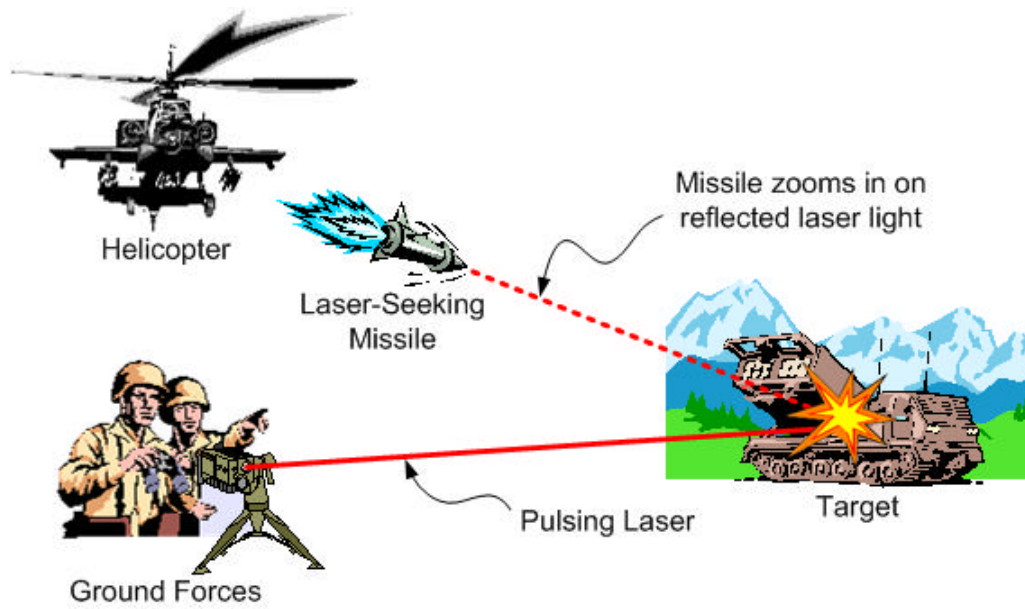 Missile zooms in on
reflected laser light
Helicopter
Laser-Seeking
Missile
Target
Pulsing Laser
Ground Forces